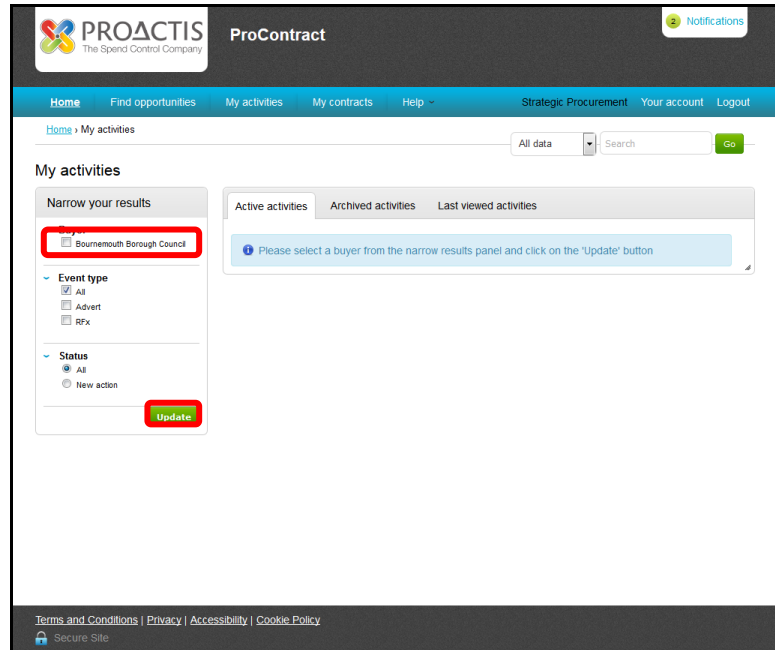 PROACTIS
The Spend Control Company
ProContract
2 Notifications
Home Find opportunities My activities My contracts Help Strategic Procurement Your account Logout
Home › My activities
All data Search Go
My activities
Narrow your results
Active activities Archived activities Last viewed activities
Buyer
Bournemouth Borough Council
Please select a buyer from the narrow results panel and click on the 'Update' button
Event type
All
Advert
RFx
Status
All
New action
Update
Terms and Conditions | Privacy | Accessibility | Cookie Policy
Secure Site